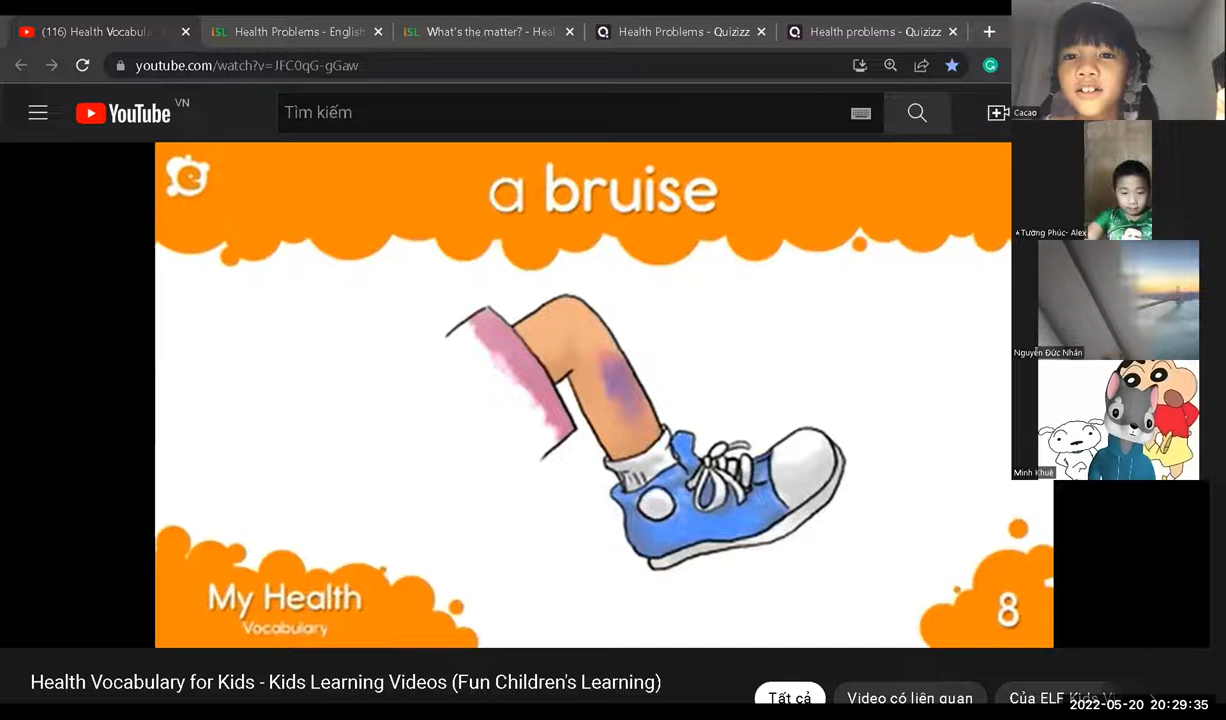 (116) Health Vocabula
Health Problems - English
What's the matter? - Heal
Health Problems - Quizizz
Health problems - Quizizz
youtube.com/watch?v=JFC0qG-gGaw
YouTube VN
Tìm kiếm
Cacao
Tường Phúc- Alex
Nguyễn Đức Nhân
Minh Khuê
a bruise
My Health
Vocabulary
8
Health Vocabulary for Kids - Kids Learning Videos (Fun Children's Learning)
Tất cả
Video có liên quan
Của ELF Kids Vi
2022-05-20 20:29:35